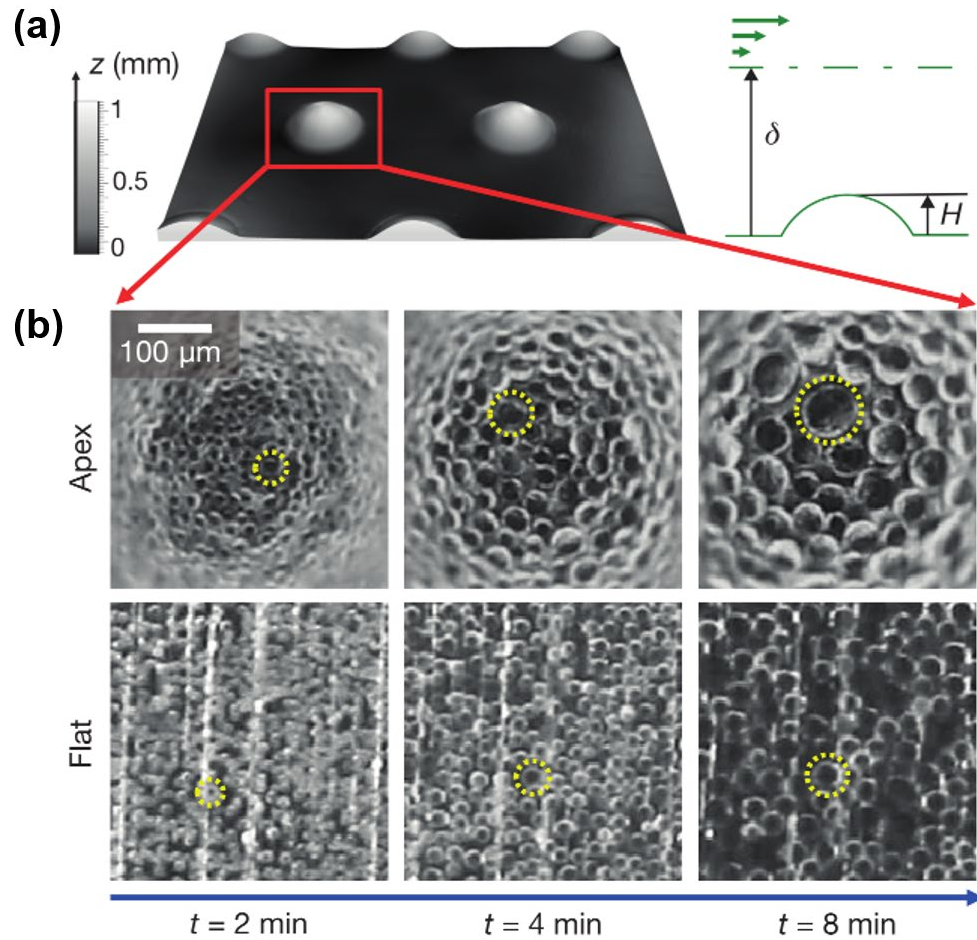 (a)
z (mm)
1
0.5
0
δ
H
(b)
100 µm
Apex
Flat
t = 2 min
t = 4 min
t = 8 min